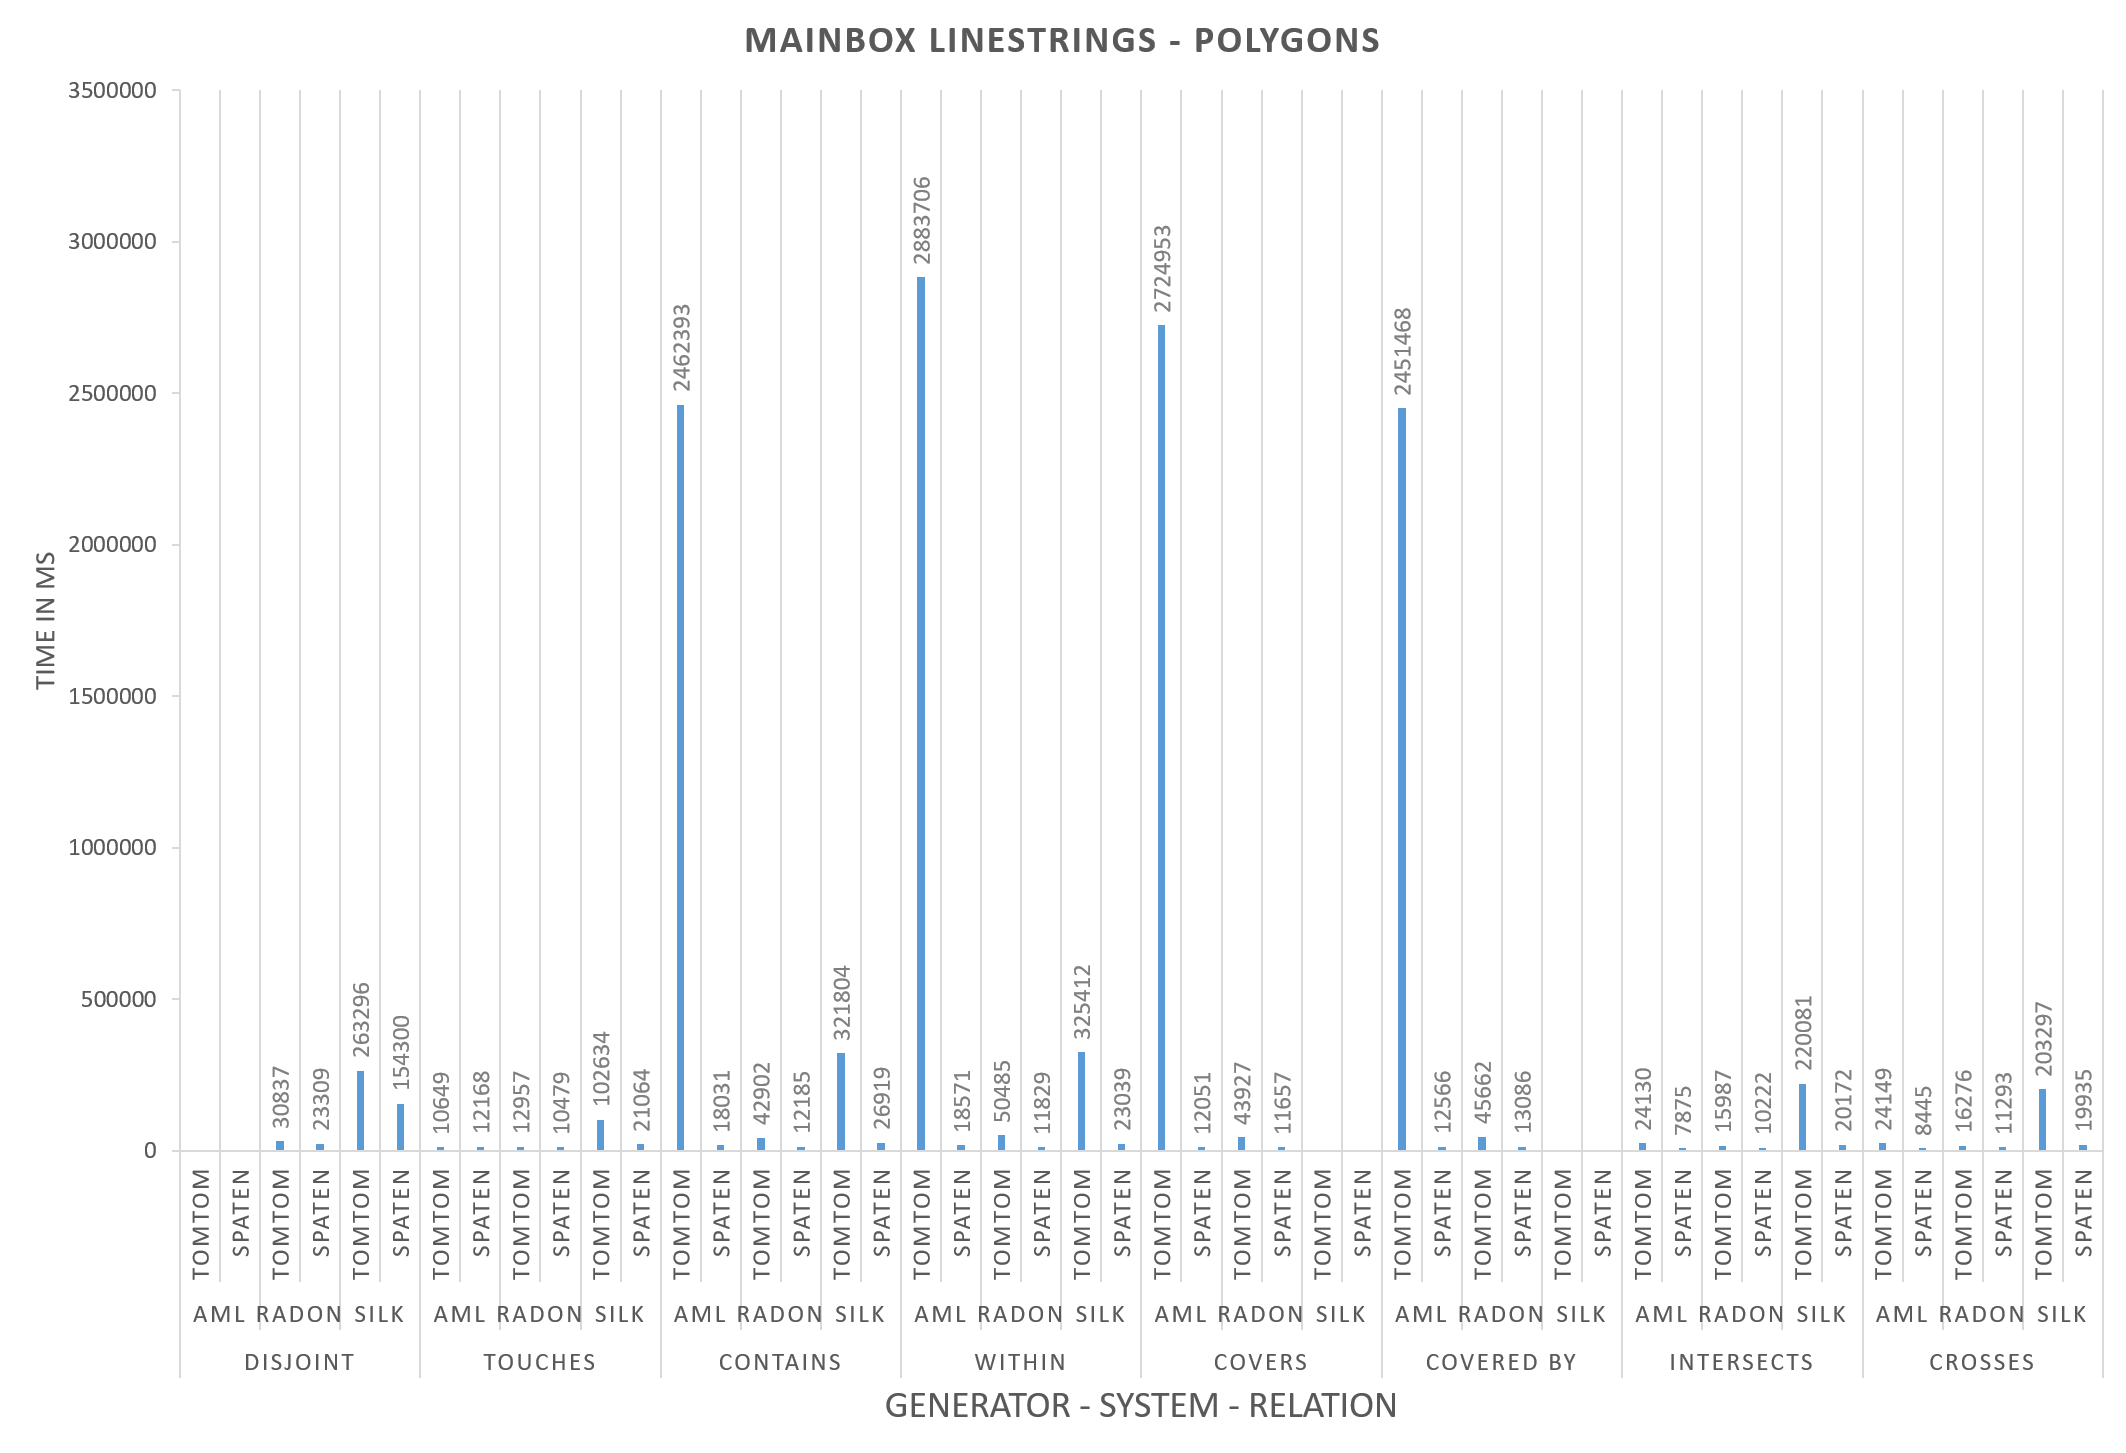 MAINBOX LINESTRINGS - POLYGONS
TIME IN MS
3500000
3000000
2500000
2000000
1500000
1000000
500000
0
30837 23309 263296 154300 10649 12168 12957 10479 102634 21064 2462393 18031 42902 12185 321804 26919 2883706 18571 50485 11829 325412 23039 2724953 12051 43927 11657 2451468 12566 45662 13086 24130 7875 15987 10222 220081 20172 24149 8445 16276 11293 203297 19935
TOMTOM SPATEN TOMTOM SPATEN TOMTOM SPATEN TOMTOM SPATEN TOMTOM SPATEN TOMTOM SPATEN TOMTOM SPATEN TOMTOM SPATEN TOMTOM SPATEN TOMTOM SPATEN TOMTOM SPATEN TOMTOM SPATEN TOMTOM SPATEN TOMTOM SPATEN TOMTOM SPATEN TOMTOM SPATEN TOMTOM SPATEN TOMTOM SPATEN TOMTOM SPATEN TOMTOM SPATEN TOMTOM SPATEN TOMTOM SPATEN TOMTOM SPATEN TOMTOM SPATEN
AML RADON SILK AML RADON SILK AML RADON SILK AML RADON SILK AML RADON SILK AML RADON SILK AML RADON SILK AML RADON SILK
DISJOINT TOUCHES CONTAINS WITHIN COVERS COVERED BY INTERSECTS CROSSES
GENERATOR - SYSTEM - RELATION